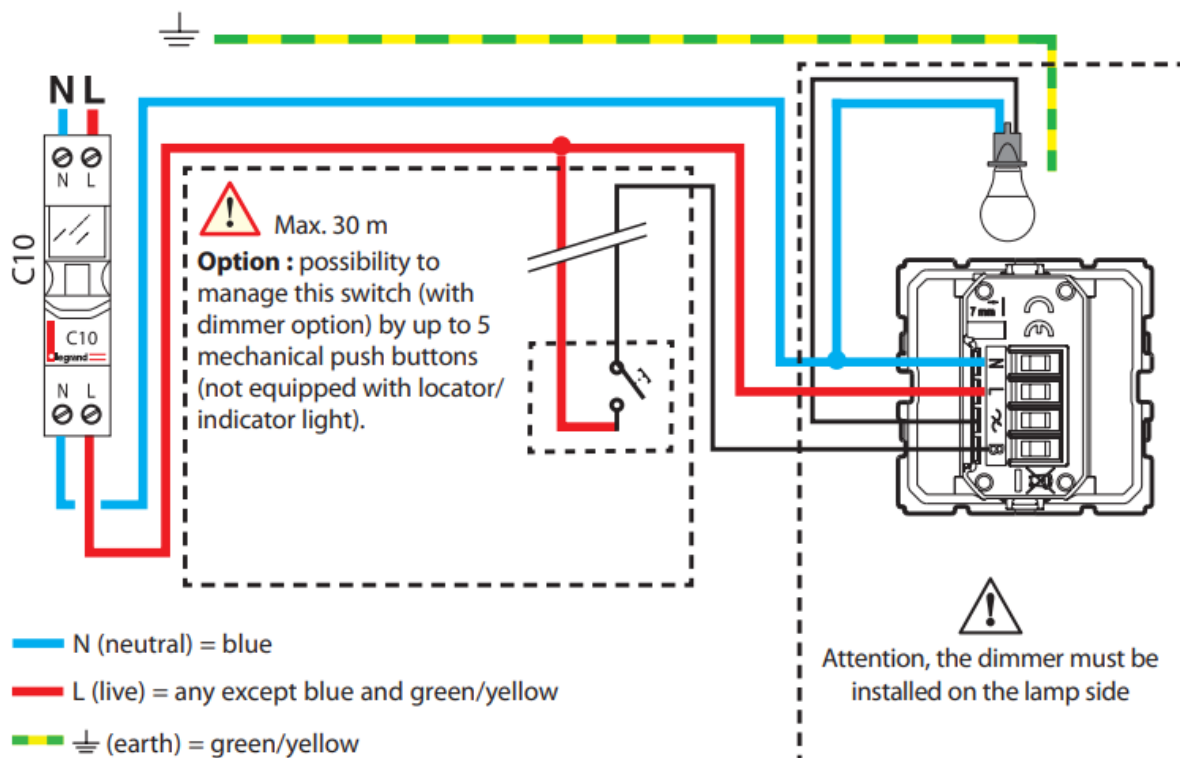 N L
N L
C10
C10
legrand
N L
Max. 30 m
Option : possibility to
manage this switch (with
dimmer option) by up to 5
mechanical push buttons
(not equipped with locator/
indicator light).
7 mm
CE
N
L
B
Attention, the dimmer must be
installed on the lamp side
N (neutral) = blue
L (live) = any except blue and green/yellow
(earth) = green/yellow